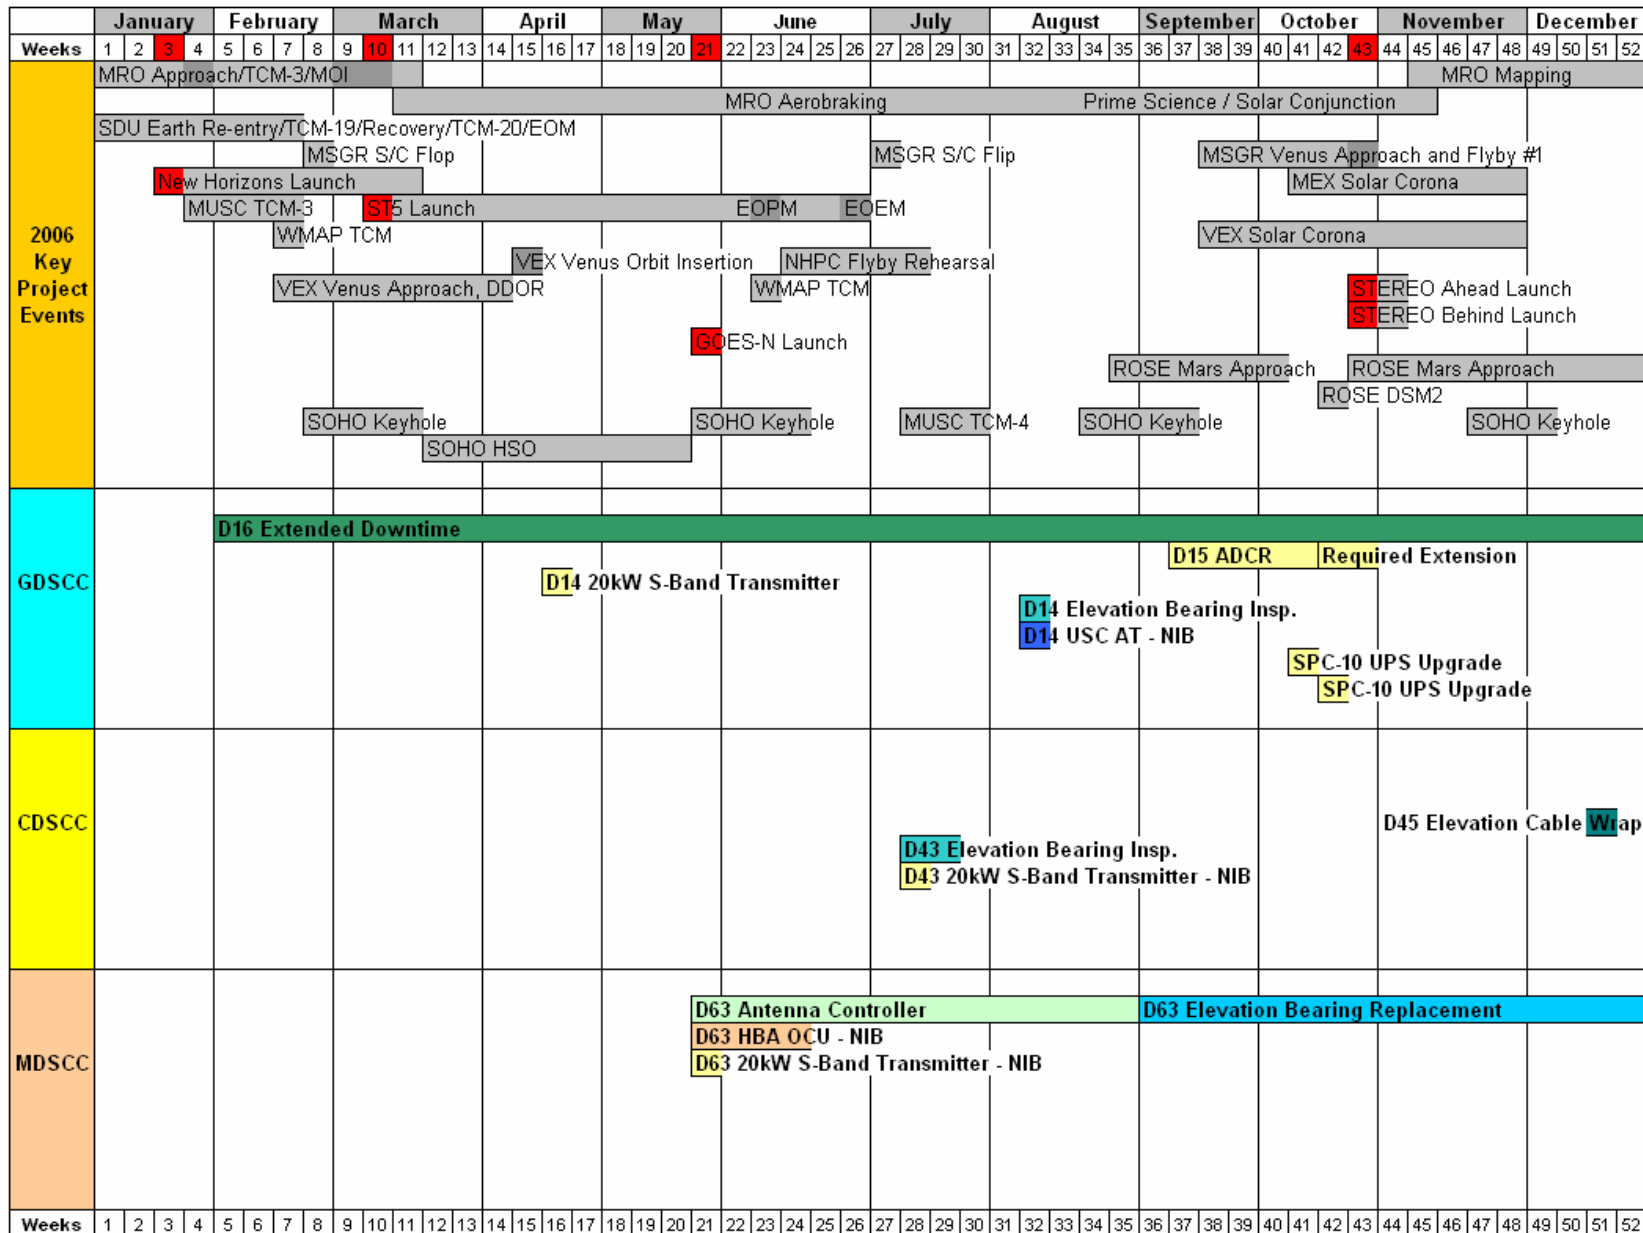 January February March April May June July August September October November December
Weeks 1 2 3 4 5 6 7 8 9 10 11 12 13 14 15 16 17 18 19 20 21 22 23 24 25 26 27 28 29 30 31 32 33 34 35 36 37 38 39 40 41 42 43 44 45 46 47 48 49 50 51 52
MRO Approach/TCM-3/MOI MRO Mapping
MRO Aerobraking Prime Science / Solar Conjunction
SDU Earth Re-entry/TCM-19/Recovery/TCM-20/EOM
MSGR S/C Flop MSGR S/C Flip MSGR Venus Approach and Flyby #1
New Horizons Launch MEX Solar Corona
MUSC TCM-3 ST5 Launch EOPM EOEM
2006
Key
Project
Events
WMAP TCM VEX Solar Corona
VEX Venus Orbit Insertion NHPC Flyby Rehearsal
VEX Venus Approach, DDOR WMAP TCM STEREO Ahead Launch
STEREO Behind Launch
GOES-N Launch
ROSE Mars Approach ROSE Mars Approach
ROSE DSM2
SOHO Keyhole SOHO Keyhole MUSC TCM-4 SOHO Keyhole SOHO Keyhole
SOHO HSO
GDSCC
D16 Extended Downtime
D15 ADCR Required Extension
D14 20kW S-Band Transmitter
D14 Elevation Bearing Insp.
D14 USC AT - NIB
SPC-10 UPS Upgrade
SPC-10 UPS Upgrade
CDSCC
D45 Elevation Cable Wrap
D43 Elevation Bearing Insp.
D43 20kW S-Band Transmitter - NIB
MDSCC
D63 Antenna Controller D63 Elevation Bearing Replacement
D63 HBA OCU - NIB
D63 20kW S-Band Transmitter - NIB
Weeks 1 2 3 4 5 6 7 8 9 10 11 12 13 14 15 16 17 18 19 20 21 22 23 24 25 26 27 28 29 30 31 32 33 34 35 36 37 38 39 40 41 42 43 44 45 46 47 48 49 50 51 52